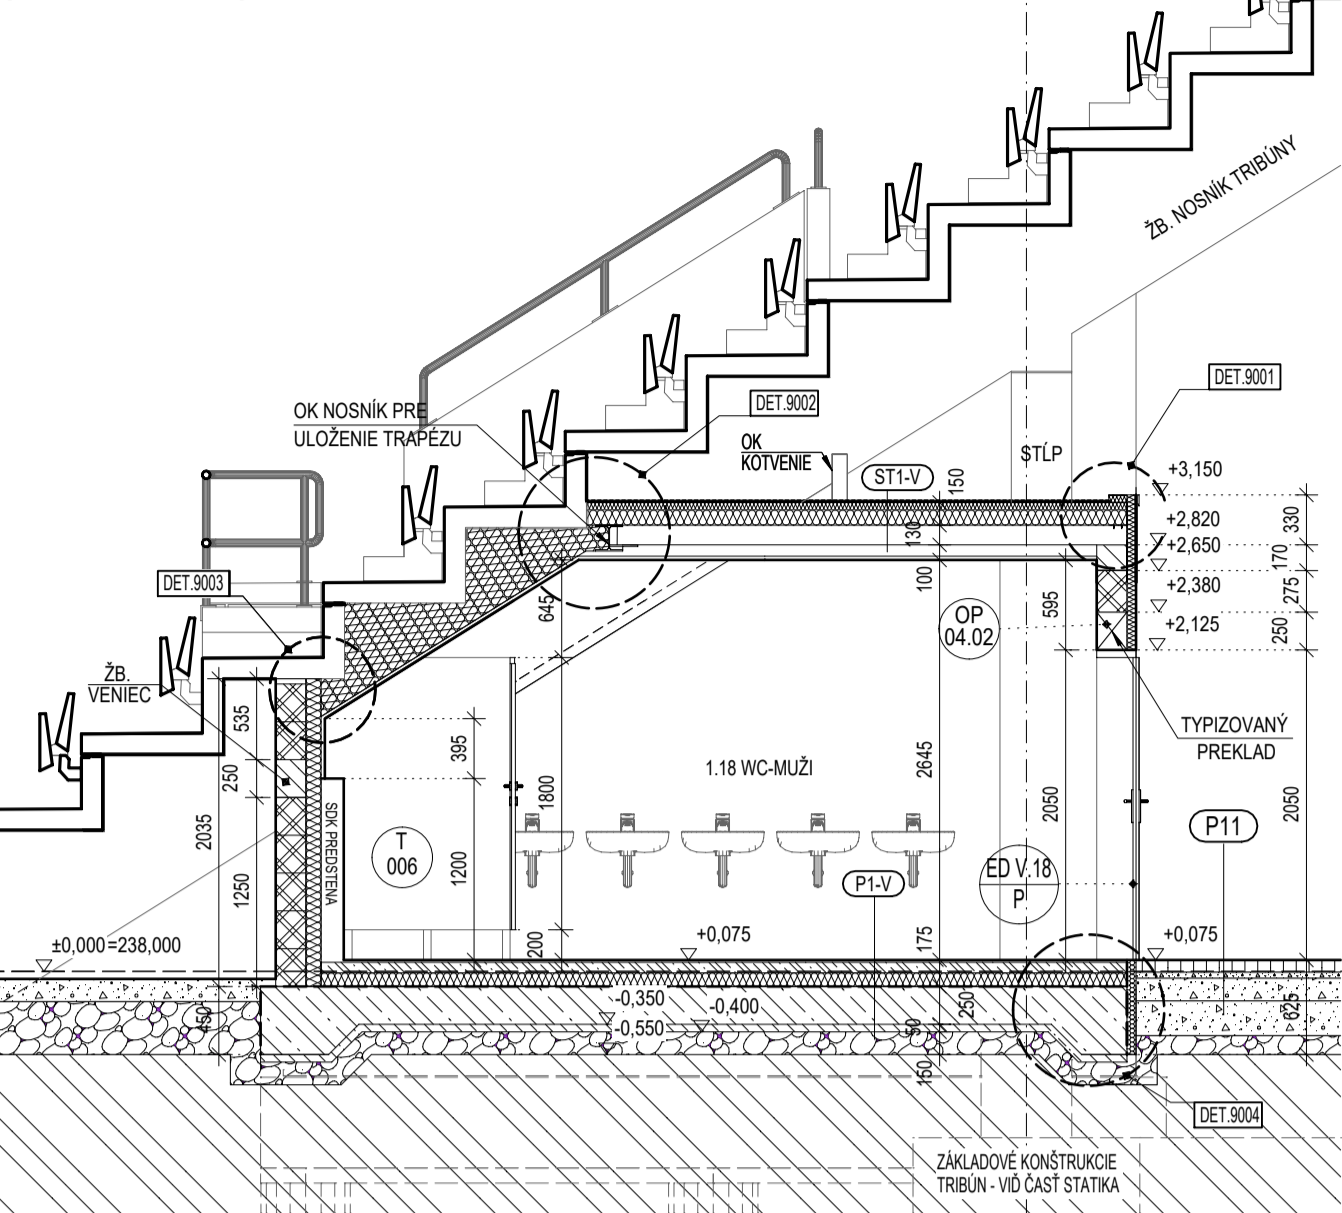 ŽB. NOSNÍK TRIBÚNY
DET.9001
DET.9002
OK NOSNÍK PRE
ULOŽENIE TRAPÉZU
OK
KOTVENIE
STĹP
ST1-V
150
+3,150
+2,820
+2,650
+2,380
+2,125
330
170
275
250
130
100
DET.9003
645
595
OP
04.02
ŽB.
VENIEC
535
250
395
1800
2645
2050
2050
1.18 WC-MUŽI
TYPIZOVANÝ
PREKLAD
2035
1250
SDK PREDSTENA
T
006
1200
P11
P1-V
ED V.18
P
±0,000=238,000
200
+0,075
175
+0,075
450
-0,350
-0,400
-0,550
250
50
150
625
DET.9004
ZÁKLADOVÉ KONŠTRUKCIE
TRIBÚN - VIĎ ČASŤ STATIKA